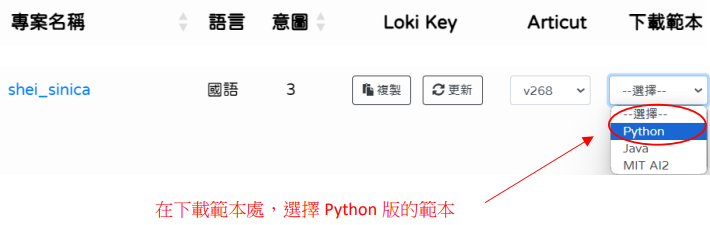 專案名稱 語言 意圖 Loki Key Articut 下載範本
shei_sinica 國語 3 複製 更新 v268 --選擇--
--選擇--
Python
Java
MIT AI2
在下載範本處，選擇 Python 版的範本